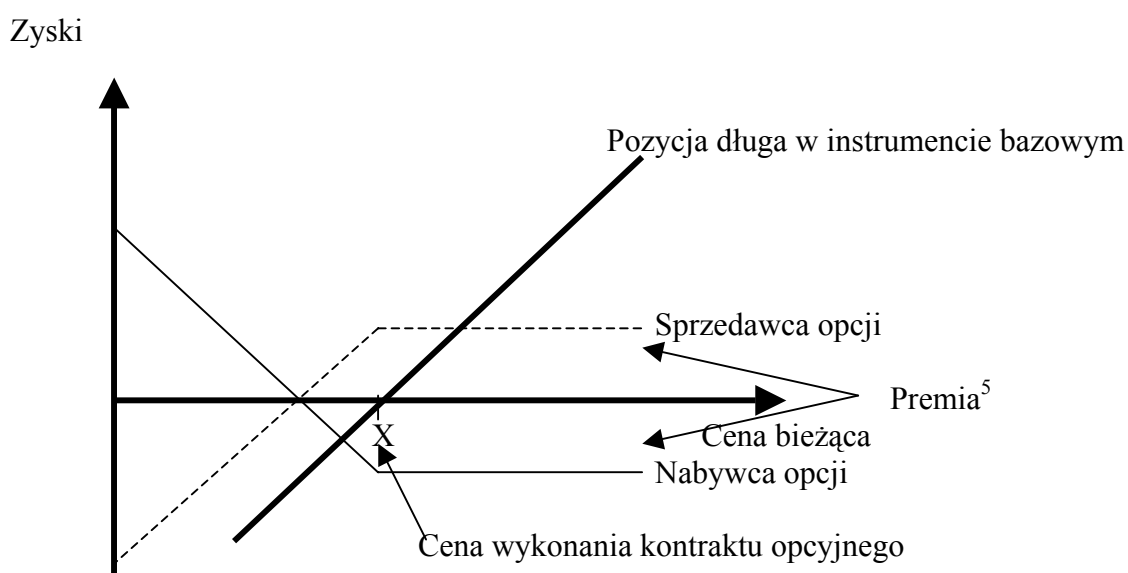 Zyski
Pozycja długa w instrumencie bazowym
Sprzedawca opcji
Premia⁵
X
Cena bieżąca
Nabywca opcji
Cena wykonania kontraktu opcyjnego